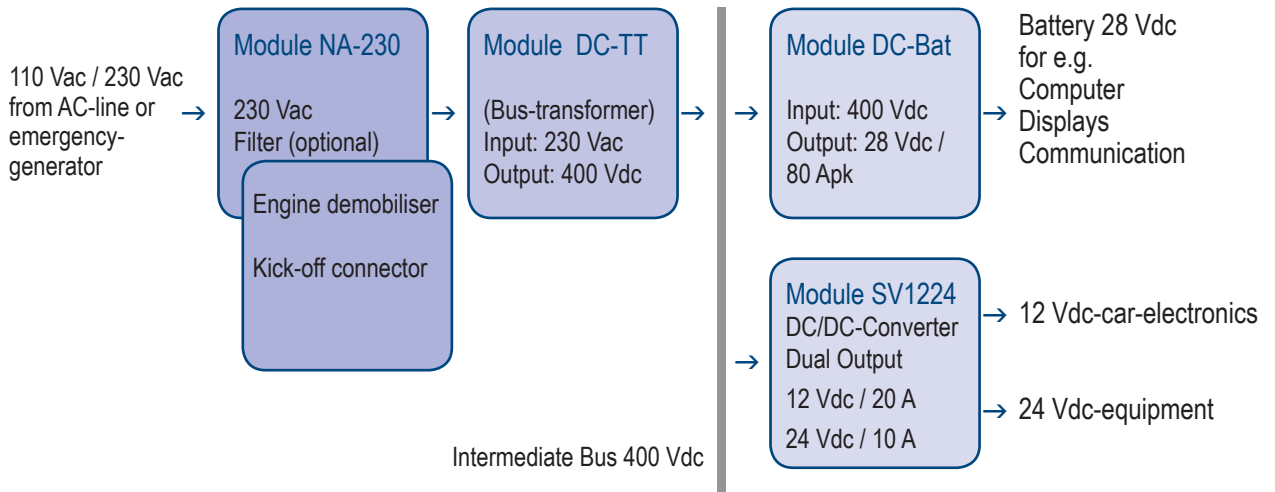 110 Vac / 230 Vac
from AC-line or
emergency-
generator
→
Module NA-230
230 Vac
Filter (optional)
Engine demobiliser
Kick-off connector
→
Module DC-TT
(Bus-transformer)
Input: 230 Vac
Output: 400 Vdc
→
Intermediate Bus 400 Vdc
→
Module DC-Bat
Input: 400 Vdc
Output: 28 Vdc /
80 Apk
→
Battery 28 Vdc
for e.g.
Computer
Displays
Communication
→
Module SV1224
DC/DC-Converter
Dual Output
12 Vdc / 20 A
24 Vdc / 10 A
→ 12 Vdc-car-electronics
→ 24 Vdc-equipment